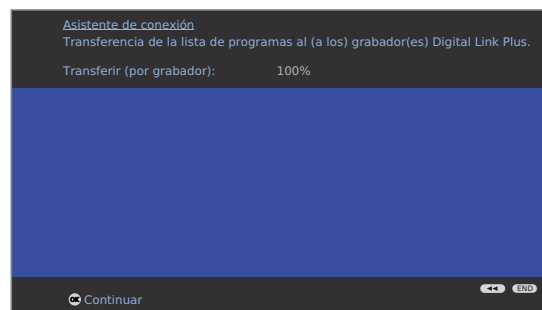 Asistente de conexión
Transferencia de la lista de programas al (a los) grabador(es) Digital Link Plus.
Transferir (por grabador): 100%
END
OK Continuar